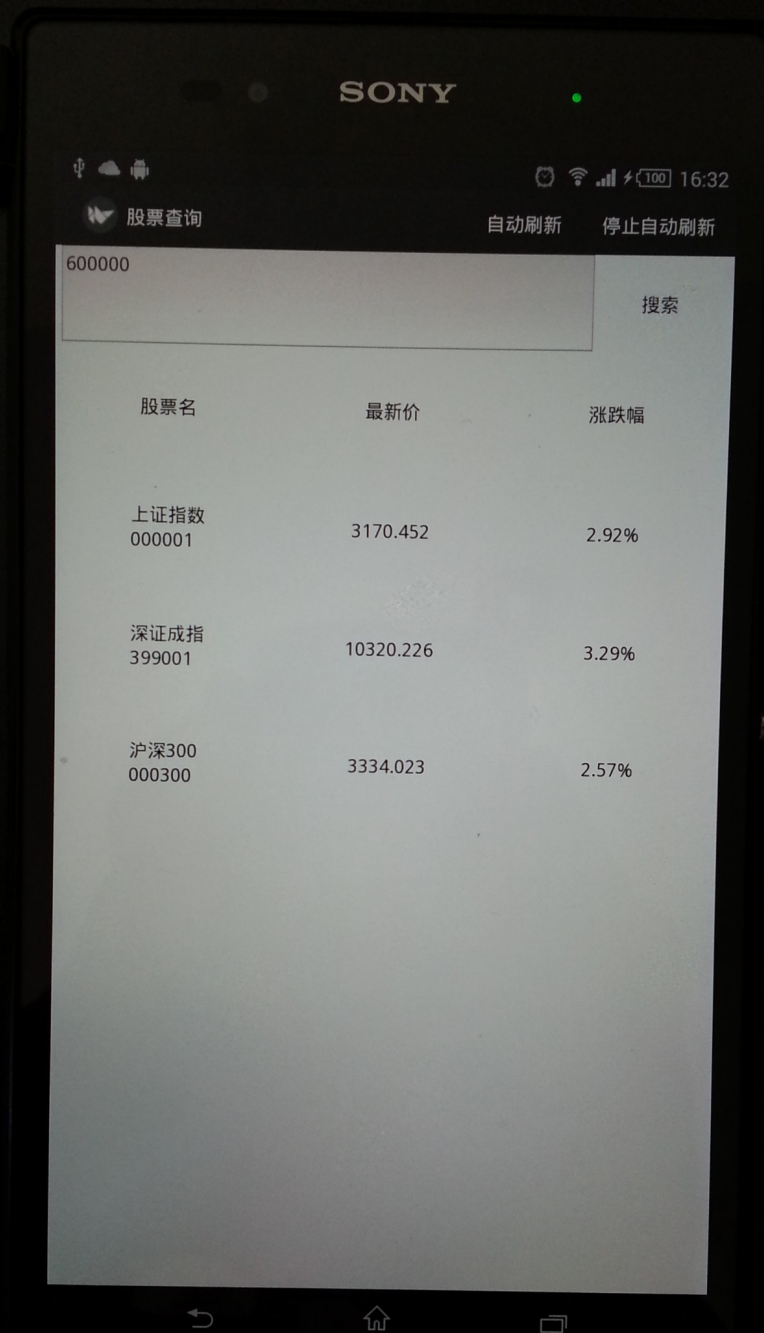 SONY
100 16:32
股票查询 自动刷新 停止自动刷新
600000
搜索
股票名 最新价 涨跌幅
上证指数
000001 3170.452 2.92%
深证成指
399001 10320.226 3.29%
沪深300
000300 3334.023 2.57%